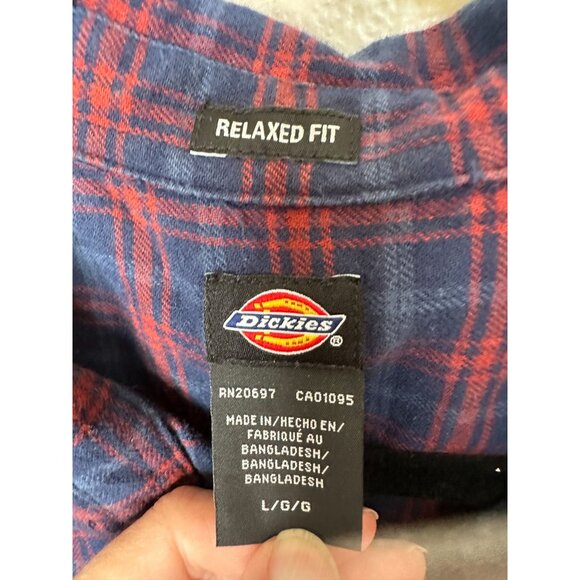 RELAXED FIT
Dickies ®
RN20697 CA01095
MADE IN/HECHO EN/
FABRIQUÉ AU
BANGLADESH/
BANGLADESH/
BANGLADESH
L/G/G